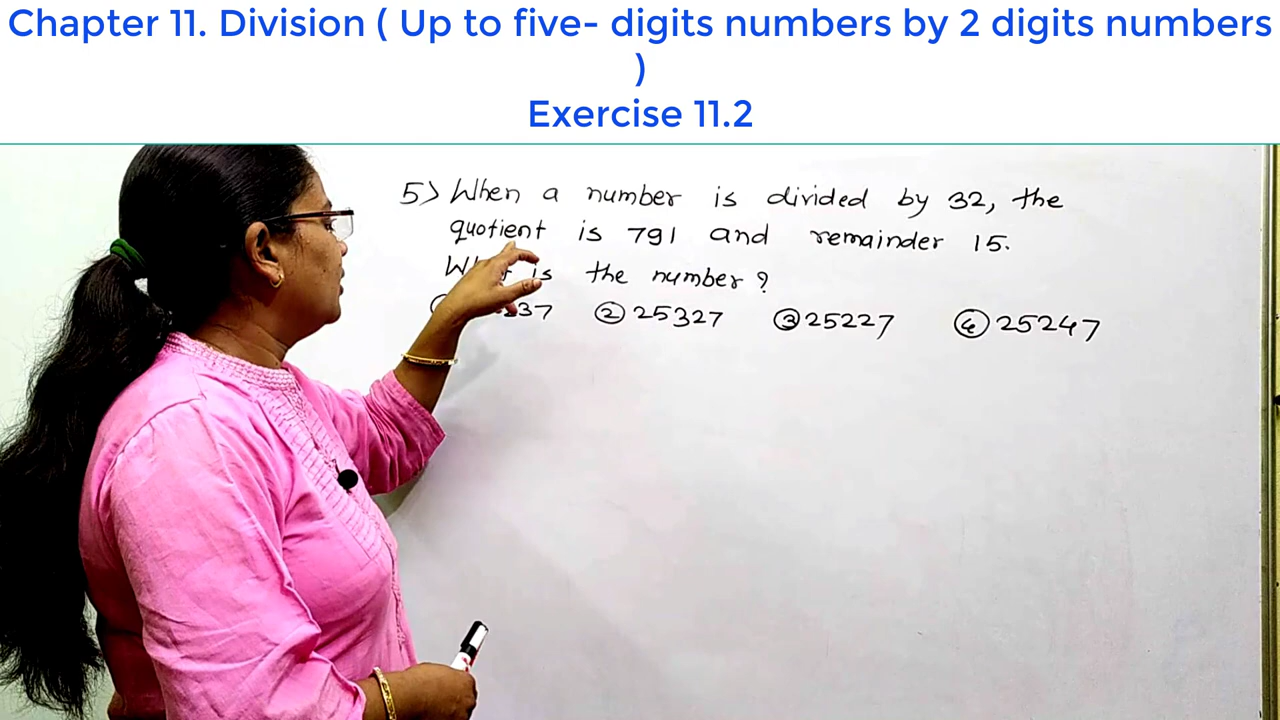 Chapter 11. Division ( Up to five- digits numbers by 2 digits numbers
)
Exercise 11.2
5) When a number is divided by 32, the
quotient is 791 and remainder 15.
is the number ?
② 25327 ③ 25227 ④ 25247